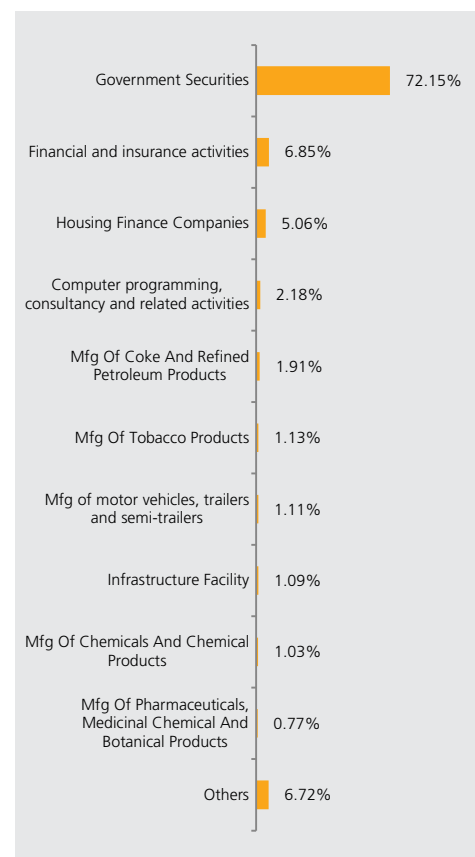 Government Securities 72.15%
Financial and insurance activities 6.85%
Housing Finance Companies 5.06%
Computer programming,
consultancy and related activities 2.18%
Mfg Of Coke And Refined
Petroleum Products 1.91%
Mfg Of Tobacco Products 1.13%
Mfg of motor vehicles, trailers
and semi-trailers 1.11%
Infrastructure Facility 1.09%
Mfg Of Chemicals And Chemical
Products 1.03%
Mfg Of Pharmaceuticals,
Medicinal Chemical And
Botanical Products 0.77%
Others 6.72%